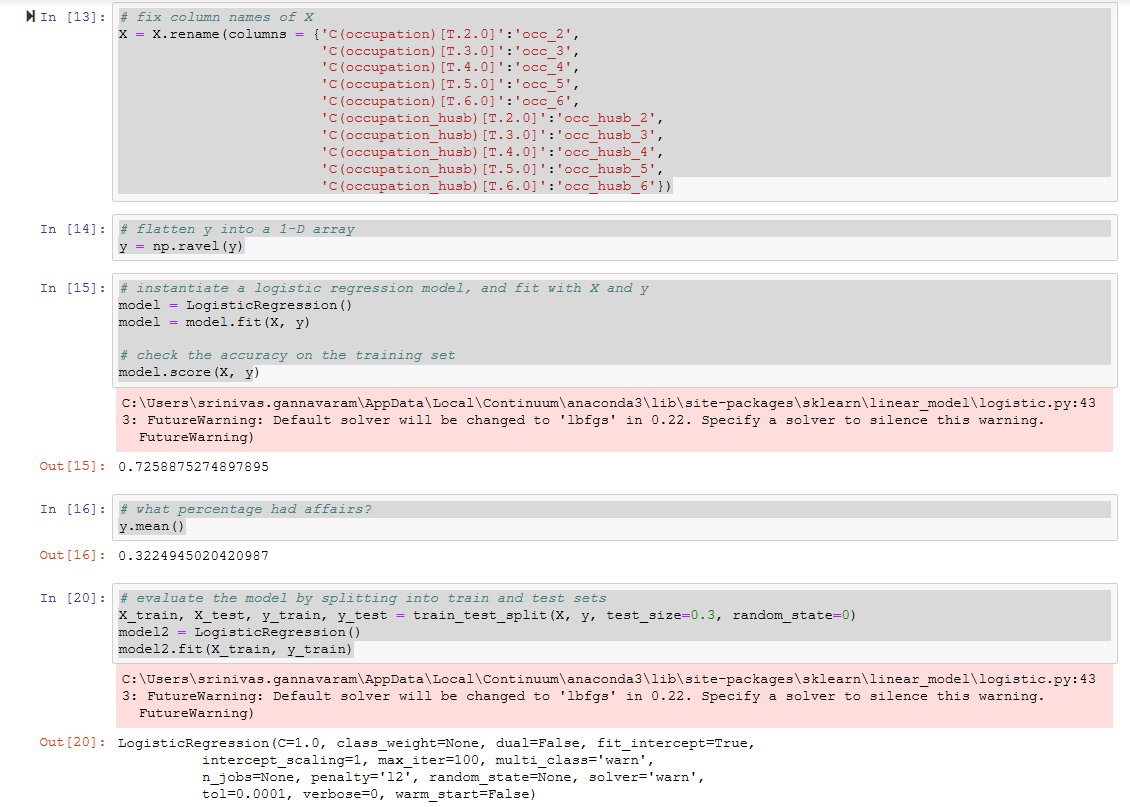 In [13]: # fix column names of X
X = X.rename(columns = {'C(occupation)[T.2.0]':'occ_2',
'C(occupation)[T.3.0]':'occ_3',
'C(occupation)[T.4.0]':'occ_4',
'C(occupation)[T.5.0]':'occ_5',
'C(occupation)[T.6.0]':'occ_6',
'C(occupation_husb)[T.2.0]':'occ_husb_2',
'C(occupation_husb)[T.3.0]':'occ_husb_3',
'C(occupation_husb)[T.4.0]':'occ_husb_4',
'C(occupation_husb)[T.5.0]':'occ_husb_5',
'C(occupation_husb)[T.6.0]':'occ_husb_6'})
In [14]: # flatten y into a 1-D array
y = np.ravel(y)
In [15]: # instantiate a logistic regression model, and fit with X and y
model = LogisticRegression()
model = model.fit(X, y)
# check the accuracy on the training set
model.score(X, y)
C:\Users\srinivas.gannavaram\AppData\Local\Continuum\anaconda3\lib\site-packages\sklearn\linear_model\logistic.py:43
3: FutureWarning: Default solver will be changed to 'lbfgs' in 0.22. Specify a solver to silence this warning.
FutureWarning)
Out[15]: 0.7258875274897895
In [16]: # what percentage had affairs?
y.mean()
Out[16]: 0.3224945020420987
In [20]: # evaluate the model by splitting into train and test sets
X_train, X_test, y_train, y_test = train_test_split(X, y, test_size=0.3, random_state=0)
model2 = LogisticRegression()
model2.fit(X_train, y_train)
C:\Users\srinivas.gannavaram\AppData\Local\Continuum\anaconda3\lib\site-packages\sklearn\linear_model\logistic.py:43
3: FutureWarning: Default solver will be changed to 'lbfgs' in 0.22. Specify a solver to silence this warning.
FutureWarning)
Out[20]: LogisticRegression(C=1.0, class_weight=None, dual=False, fit_intercept=True,
intercept_scaling=1, max_iter=100, multi_class='warn',
n_jobs=None, penalty='l2', random_state=None, solver='warn',
tol=0.0001, verbose=0, warm_start=False)